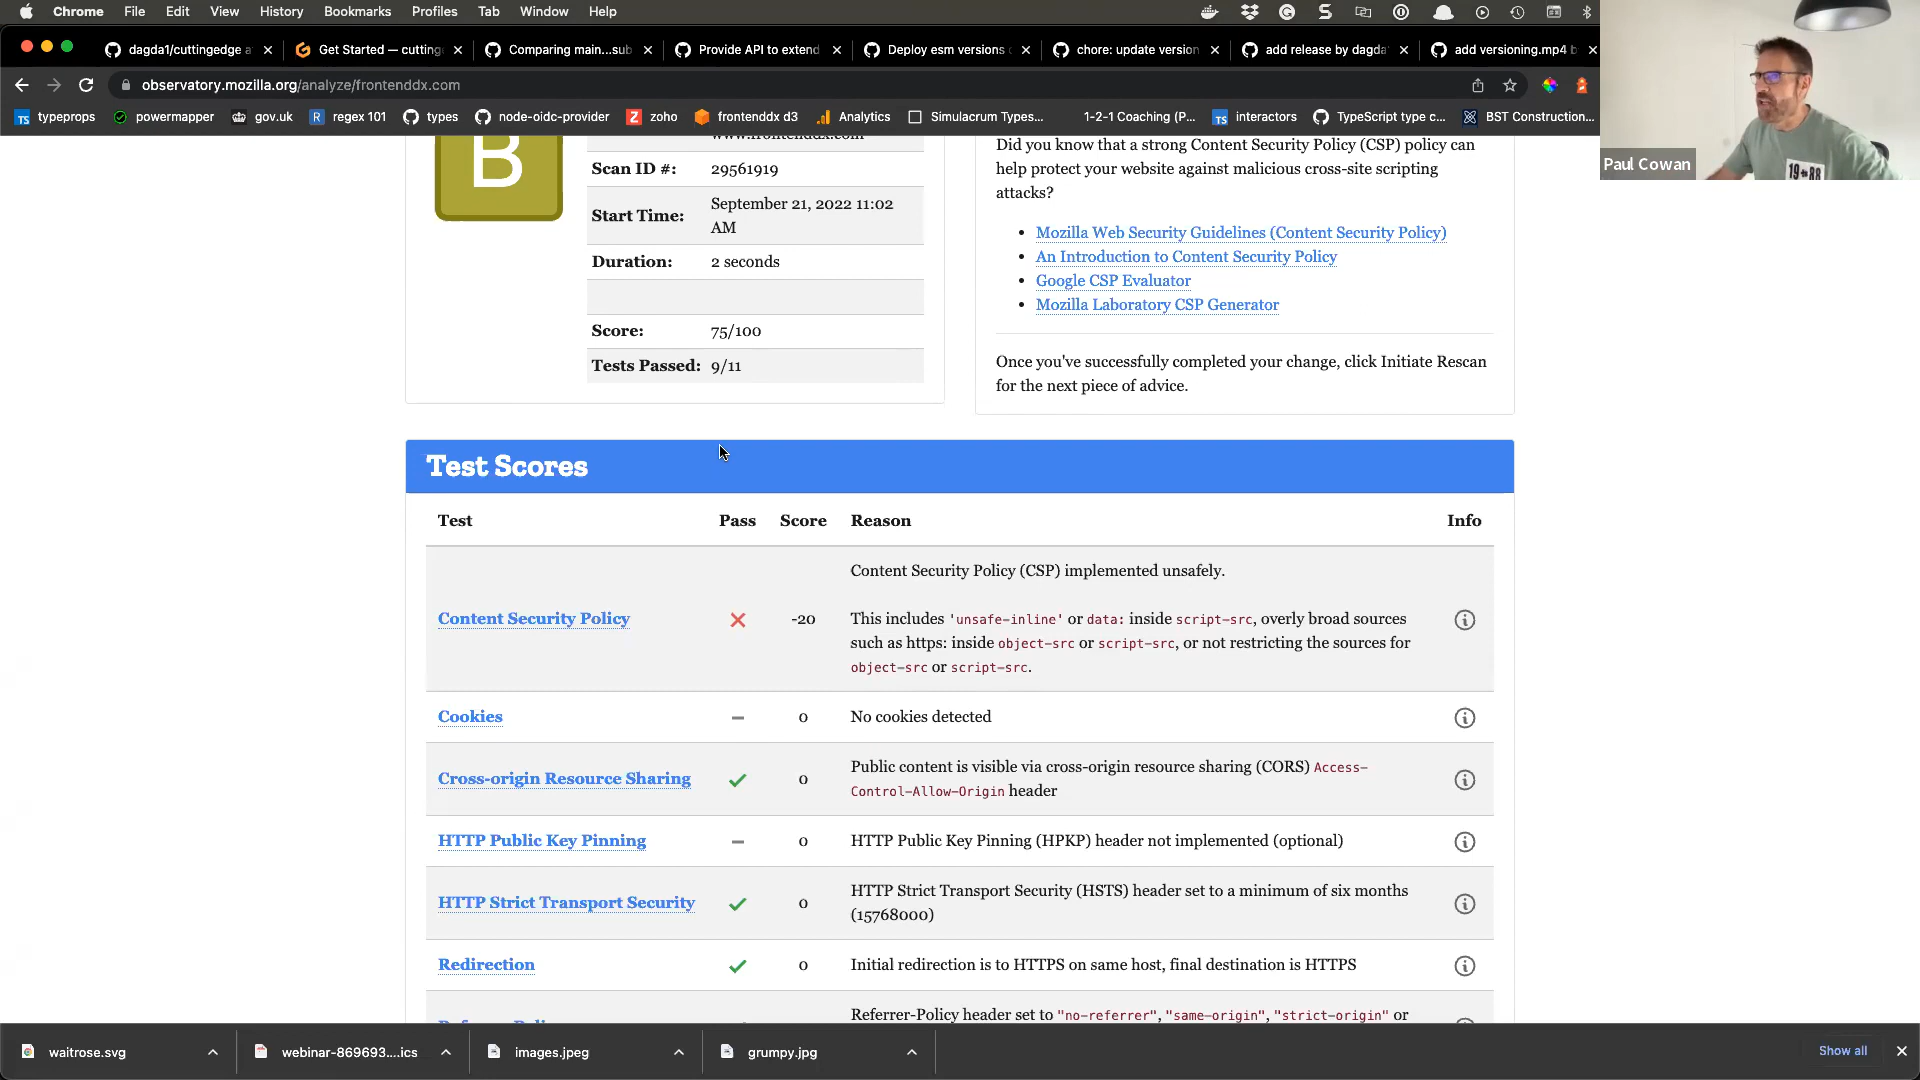 Chrome File Edit View History Bookmarks Profiles Tab Window Help
dagda1/cuttingedge a
Get Started — cutting
Comparing main...sub
Provide API to extend
Deploy esm versions
chore: update version
add release by dagda
add versioning.mp4 b
observatory.mozilla.org/analyze/frontenddx.com
typeprops powermapper gov.uk regex 101 types node-oidc-provider zoho frontenddx d3 Analytics Simulacrum Types... 1-2-1 Coaching (P... interactors TypeScript type c... BST Construction...
Paul Cowan
19 88
B
www.frontenddx.com
Scan ID #: 29561919
Start Time: September 21, 2022 11:02
AM
Duration: 2 seconds
Score: 75/100
Tests Passed: 9/11
Did you know that a strong Content Security Policy (CSP) policy can
help protect your website against malicious cross-site scripting
attacks?
• Mozilla Web Security Guidelines (Content Security Policy)
• An Introduction to Content Security Policy
• Google CSP Evaluator
• Mozilla Laboratory CSP Generator
Once you've successfully completed your change, click Initiate Rescan
for the next piece of advice.
Test Scores
Test Pass Score Reason Info
Content Security Policy -20
Content Security Policy (CSP) implemented unsafely.
This includes 'unsafe-inline' or data: inside script-src, overly broad sources
such as https: inside object-src or script-src, or not restricting the sources for
object-src or script-src.
Cookies – 0 No cookies detected
Cross-origin Resource Sharing 0
Public content is visible via cross-origin resource sharing (CORS) Access-
Control-Allow-Origin header
HTTP Public Key Pinning – 0 HTTP Public Key Pinning (HPKP) header not implemented (optional)
HTTP Strict Transport Security 0
HTTP Strict Transport Security (HSTS) header set to a minimum of six months
(15768000)
Redirection 0 Initial redirection is to HTTPS on same host, final destination is HTTPS
Referrer-Policy header set to "no-referrer", "same-origin", "strict-origin" or
waitrose.svg
webinar-869693....ics
images.jpeg
grumpy.jpg
Show all